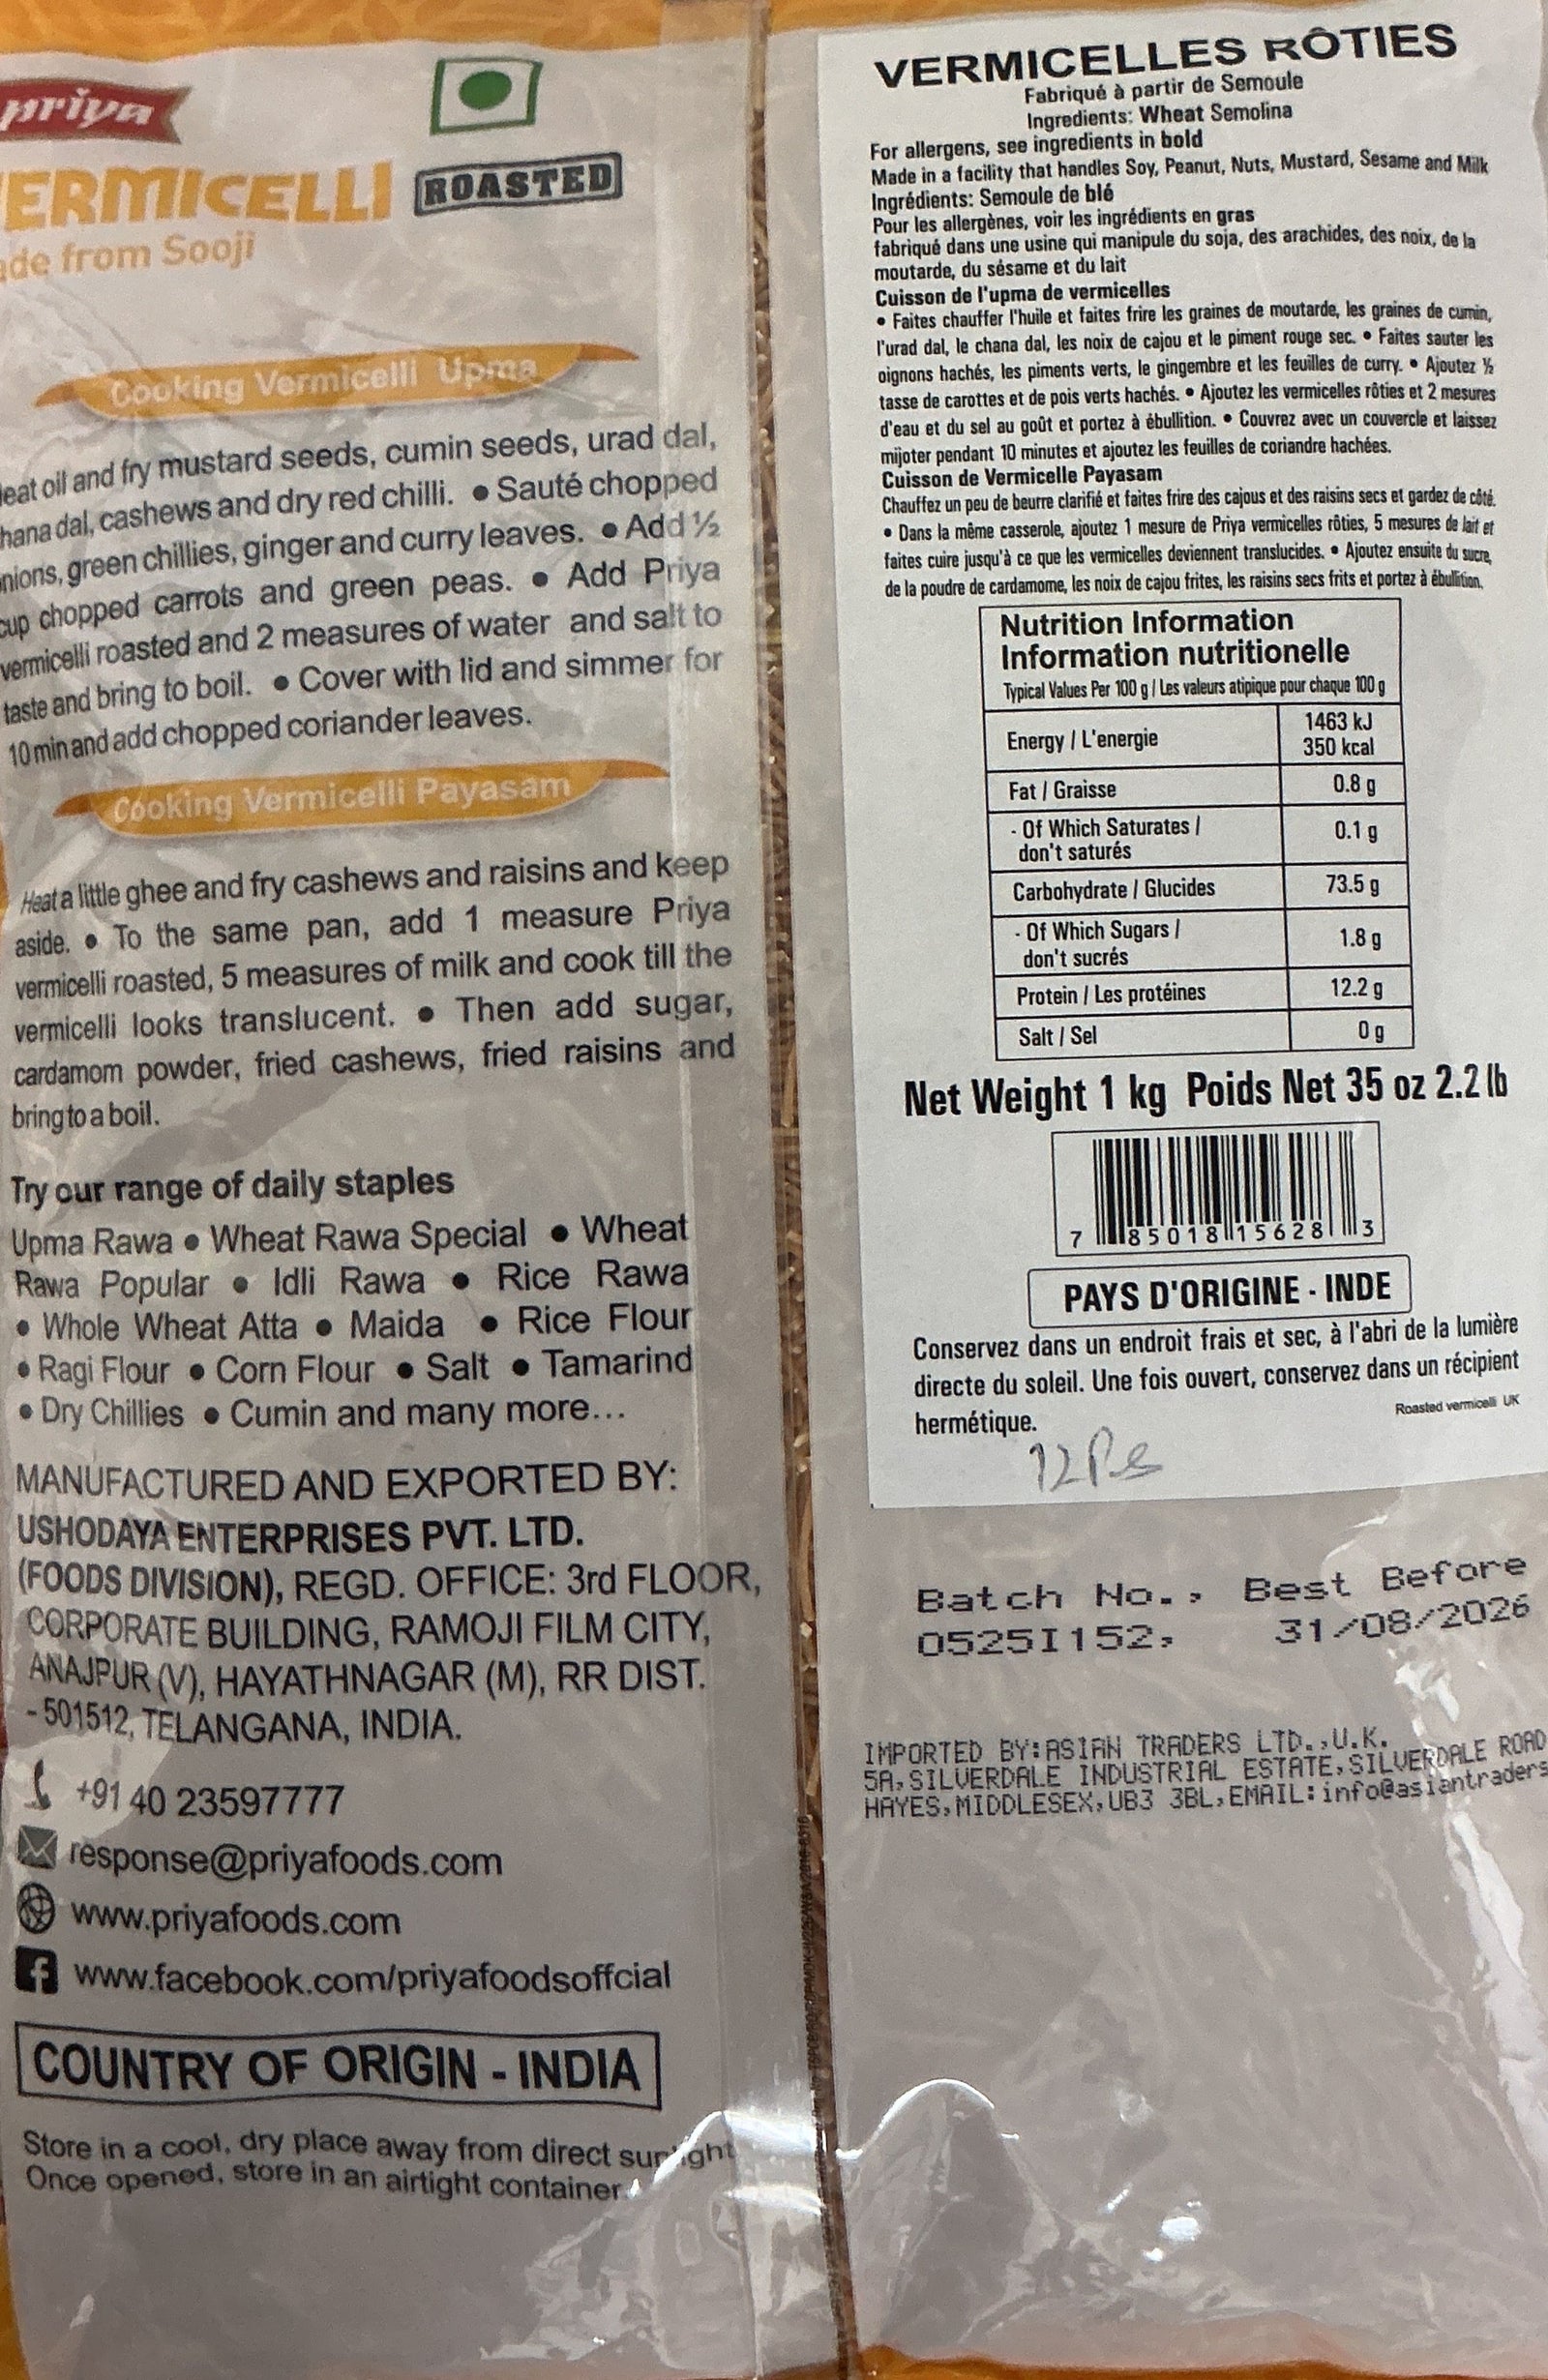 priya
ERMICELLI ROASTED
ade from Sooji
Cooking Vermicelli Upma
eat oil and fry mustard seeds, cumin seeds, urad dal,
hana dal, cashews and dry red chilli. • Sauté chopped
nions, green chillies, ginger and curry leaves. • Add ½
cup chopped carrots and green peas. • Add Priya
vermicelli roasted and 2 measures of water and salt to
taste and bring to boil. • Cover with lid and simmer for
10 min and add chopped coriander leaves.
Cooking Vermicelli Payasam
Heat a little ghee and fry cashews and raisins and keep
aside. • To the same pan, add 1 measure Priya
vermicelli roasted, 5 measures of milk and cook till the
vermicelli looks translucent. • Then add sugar,
cardamom powder, fried cashews, fried raisins and
bring to a boil.
Try our range of daily staples
Upma Rawa • Wheat Rawa Special • Wheat
Rawa Popular • Idli Rawa • Rice Rawa
• Whole Wheat Atta • Maida • Rice Flour
• Ragi Flour • Corn Flour • Salt • Tamarind
• Dry Chillies • Cumin and many more...
MANUFACTURED AND EXPORTED BY:
USHODAYA ENTERPRISES PVT. LTD.
(FOODS DIVISION), REGD. OFFICE: 3rd FLOOR,
CORPORATE BUILDING, RAMOJI FILM CITY,
ANAJPUR (V), HAYATHNAGAR (M), RR DIST.
- 501512, TELANGANA, INDIA.
+91 40 23597777
response@priyafoods.com
www.priyafoods.com
www.facebook.com/priyafoodsoffcial
COUNTRY OF ORIGIN - INDIA
Store in a cool, dry place away from direct sunlight
Once opened, store in an airtight container.
VERMICELLES RÔTIES
Fabriqué à partir de Semoule
Ingredients: Wheat Semolina
For allergens, see ingredients in bold
Made in a facility that handles Soy, Peanut, Nuts, Mustard, Sesame and Milk
Ingrédients: Semoule de blé
Pour les allergènes, voir les ingrédients en gras
fabriqué dans une usine qui manipule du soja, des arachides, des noix, de la
moutarde, du sésame et du lait
Cuisson de l'upma de vermicelles
• Faites chauffer l'huile et faites frire les graines de moutarde, les graines de cumin,
l'urad dal, le chana dal, les noix de cajou et le piment rouge sec. • Faites sauter les
oignons hachés, les piments verts, le gingembre et les feuilles de curry. • Ajoutez ½
tasse de carottes et de pois verts hachés. • Ajoutez les vermicelles rôties et 2 mesures
d'eau et du sel au goût et portez à ébullition. • Couvrez avec un couvercle et laissez
mijoter pendant 10 minutes et ajoutez les feuilles de coriandre hachées.
Cuisson de Vermicelle Payasam
Chauffez un peu de beurre clarifié et faites frire des cajous et des raisins secs et gardez de côté.
• Dans la même casserole, ajoutez 1 mesure de Priya vermicelles rôties, 5 mesures de lait et
faites cuire jusqu'à ce que les vermicelles deviennent translucides. • Ajoutez ensuite du sucre,
de la poudre de cardamome, les noix de cajou frites, les raisins secs frits et portez à ébullition.
Nutrition Information
Information nutritionelle
Typical Values Per 100 g / Les valeurs atipique pour chaque 100 g
Energy / L'energie 1463 kJ
350 kcal
Fat / Graisse 0.8 g
- Of Which Saturates /
don't saturés 0.1 g
Carbohydrate / Glucides 73.5 g
- Of Which Sugars /
don't sucrés 1.8 g
Protein / Les protéines 12.2 g
Salt / Sel 0 g
Net Weight 1 kg Poids Net 35 oz 2.2 lb
7 85018 15628 3
PAYS D'ORIGINE - INDE
Conservez dans un endroit frais et sec, à l'abri de la lumière
directe du soleil. Une fois ouvert, conservez dans un récipient
hermétique.
Roasted vermicelli UK
Batch No., Best Before
0525I152, 31/08/2026
IMPORTED BY:ASIAN TRADERS LTD.,U.K.
5A,SILVERDALE INDUSTRIAL ESTATE,SILVERDALE ROAD
HAYES,MIDDLESEX,UB3 3BL,EMAIL:info@asiantraders